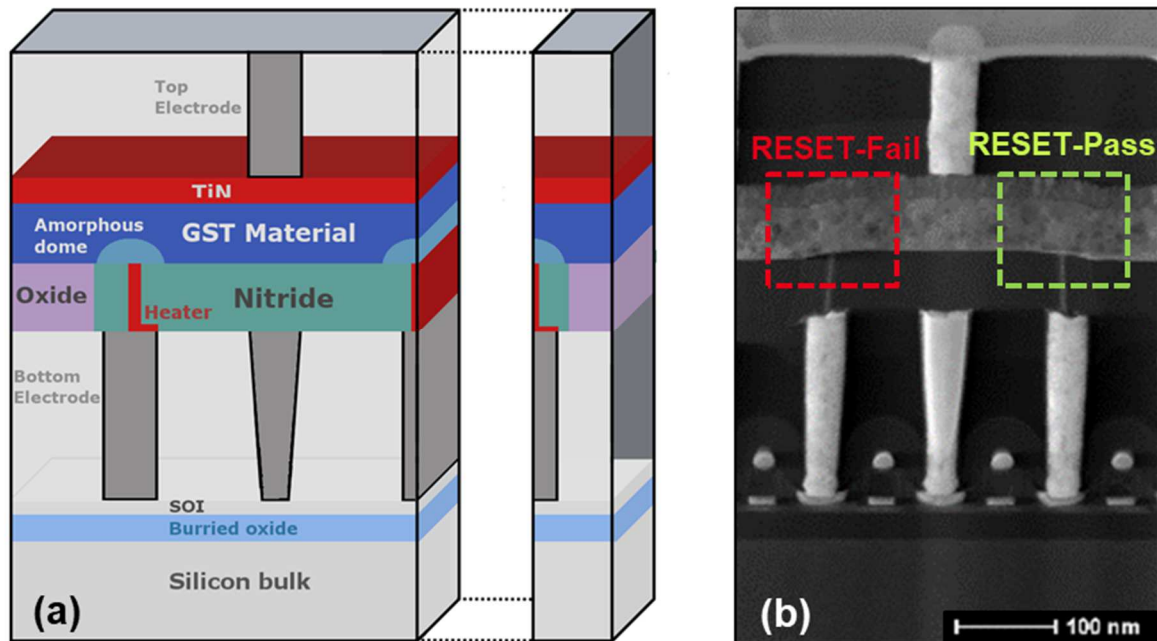 Top
Electrode
TiN
Amorphous
dome
GST Material
Oxide
Nitride
Heater
Bottom
Electrode
SOI
Burried oxide
Silicon bulk
(a)
RESET-Fail
RESET-Pass
(b)
100 nm